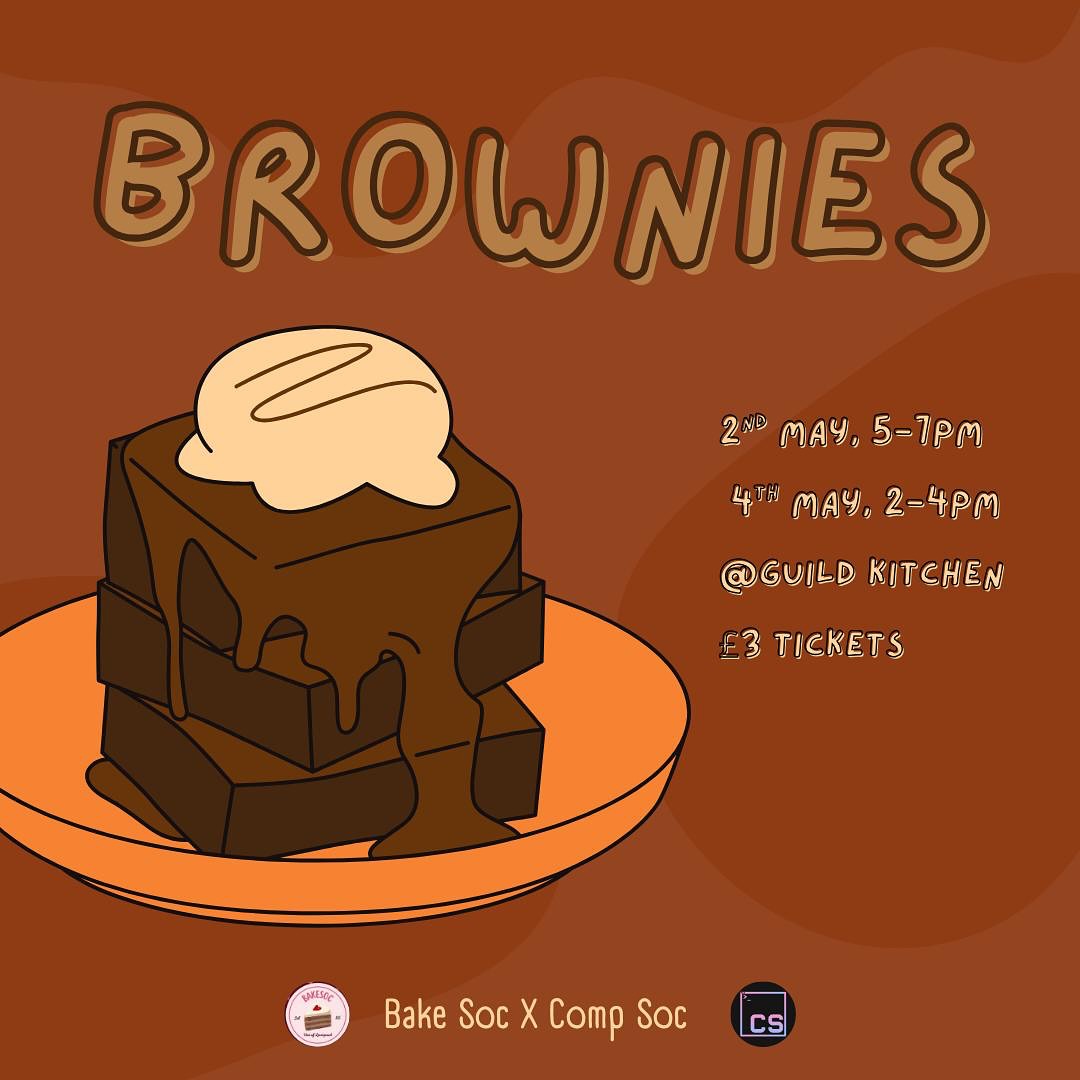 BROWNIES
2ND MAY, 5-7PM
4TH MAY, 2-4PM
@GUILD KITCHEN
£3 TICKETS
BAKESOC
Bake Soc X Comp Soc
>_
CS